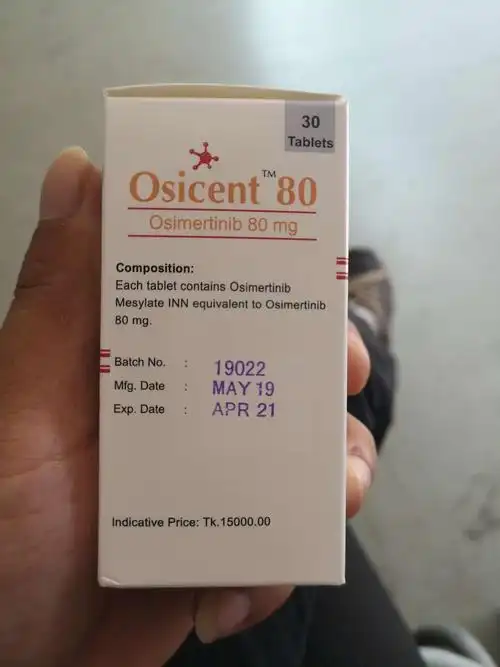 30
Tablets
Osicent™ 80
Osimertinib 80 mg
Composition:
Each tablet contains Osimertinib
Mesylate INN equivalent to Osimertinib
80 mg.
Batch No. : 19022
Mfg. Date : MAY 19
Exp. Date : APR 21
Indicative Price: Tk.15000.00